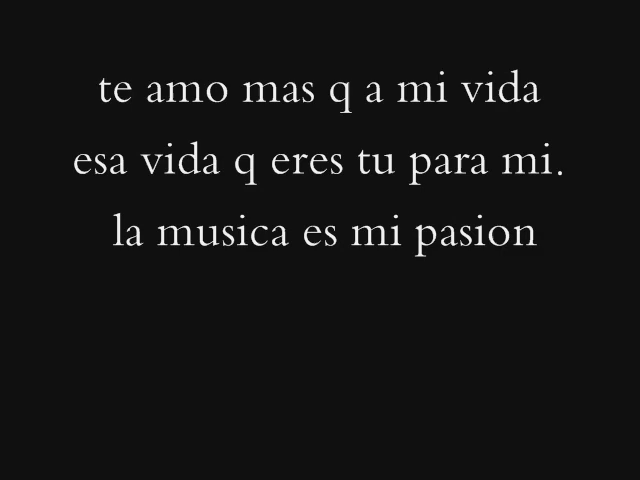 te amo mas q a mi vida
esa vida q eres tu para mi.
la musica es mi pasion